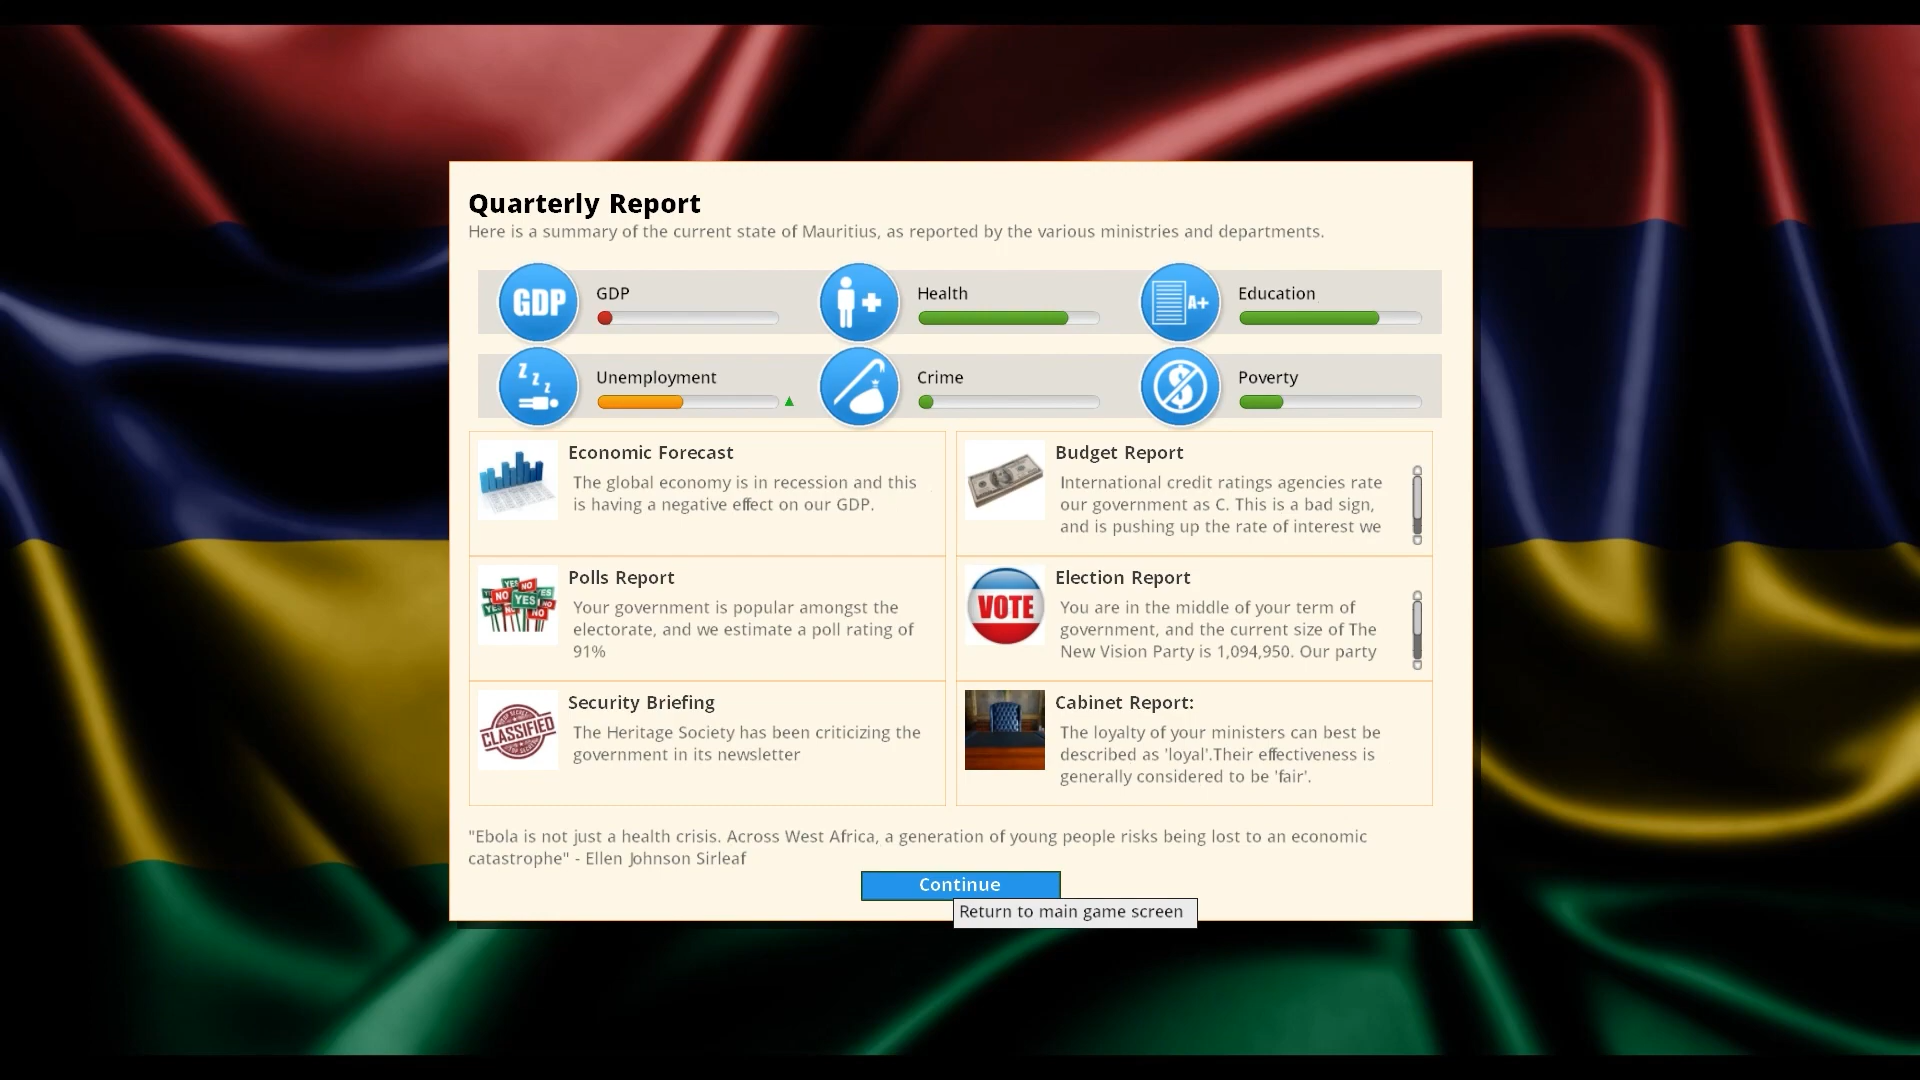 Quarterly Report
Here is a summary of the current state of Mauritius, as reported by the various ministries and departments.
GDP
GDP
Health
A+
Education
Z Z Z
Unemployment
Crime
$
Poverty
Economic Forecast
The global economy is in recession and this
is having a negative effect on our GDP.
Budget Report
International credit ratings agencies rate
our government as C. This is a bad sign,
and is pushing up the rate of interest we
Polls Report
YES NO YES NO YES NO
Your government is popular amongst the
electorate, and we estimate a poll rating of
91%
VOTE
Election Report
You are in the middle of your term of
government, and the current size of The
New Vision Party is 1,094,950. Our party
CLASSIFIED
Security Briefing
The Heritage Society has been criticizing the
government in its newsletter
Cabinet Report:
The loyalty of your ministers can best be
described as 'loyal'.Their effectiveness is
generally considered to be 'fair'.
"Ebola is not just a health crisis. Across West Africa, a generation of young people risks being lost to an economic
catastrophe" - Ellen Johnson Sirleaf
Continue
Return to main game screen